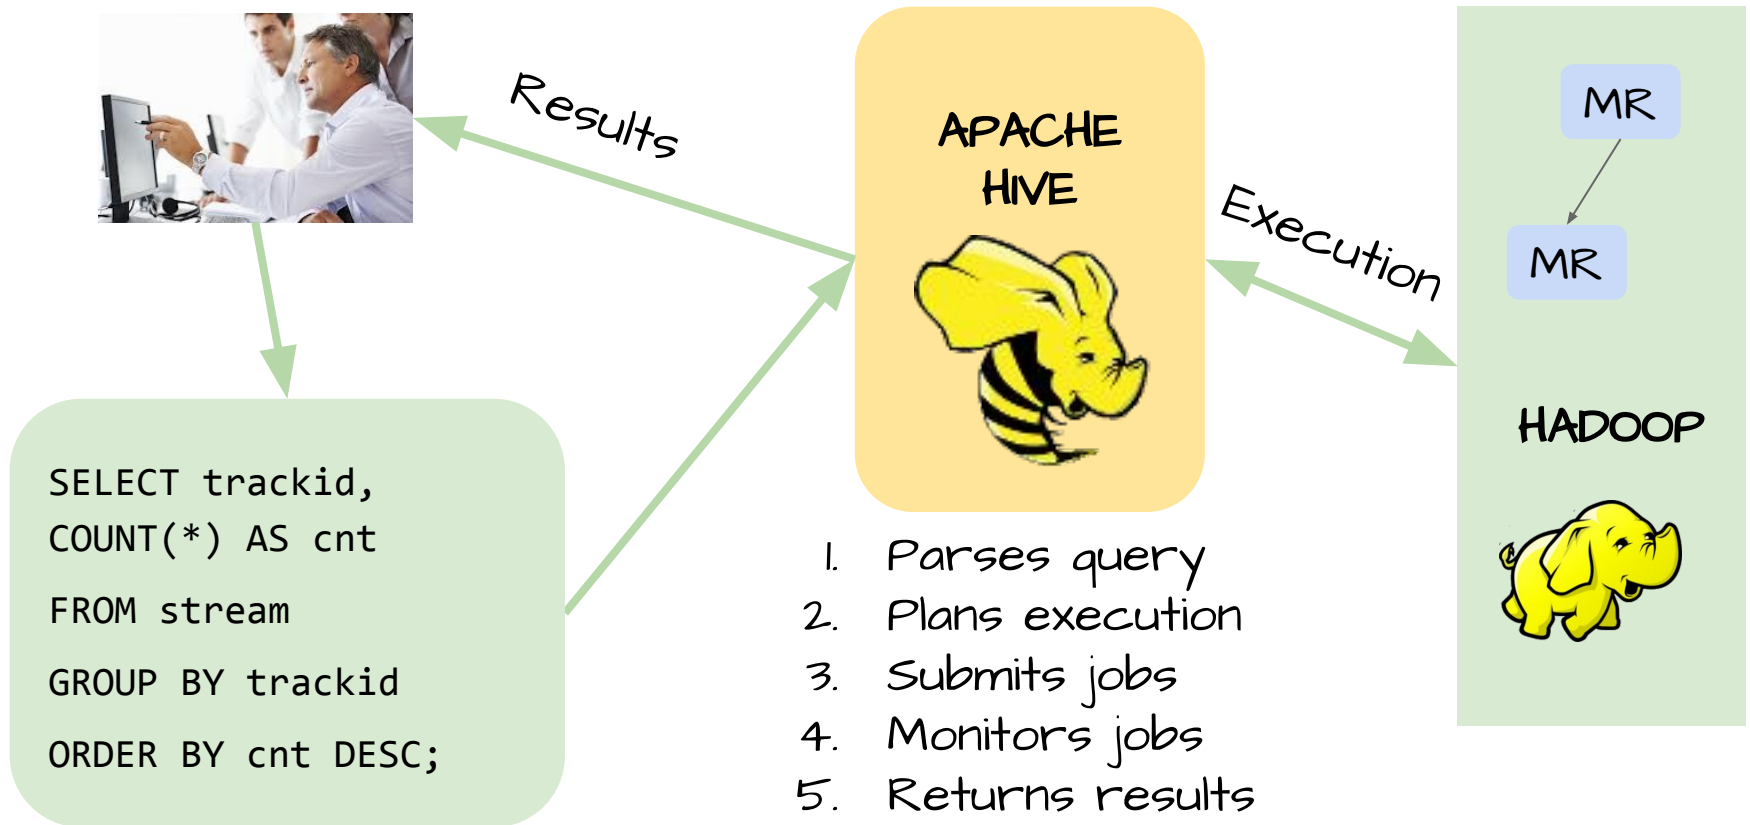 Results
APACHE
HIVE
Execution
MR
MR
HADOOP
SELECT trackid,
COUNT(*) AS cnt
FROM stream
GROUP BY trackid
ORDER BY cnt DESC;
1. Parses query
2. Plans execution
3. Submits jobs
4. Monitors jobs
5. Returns results